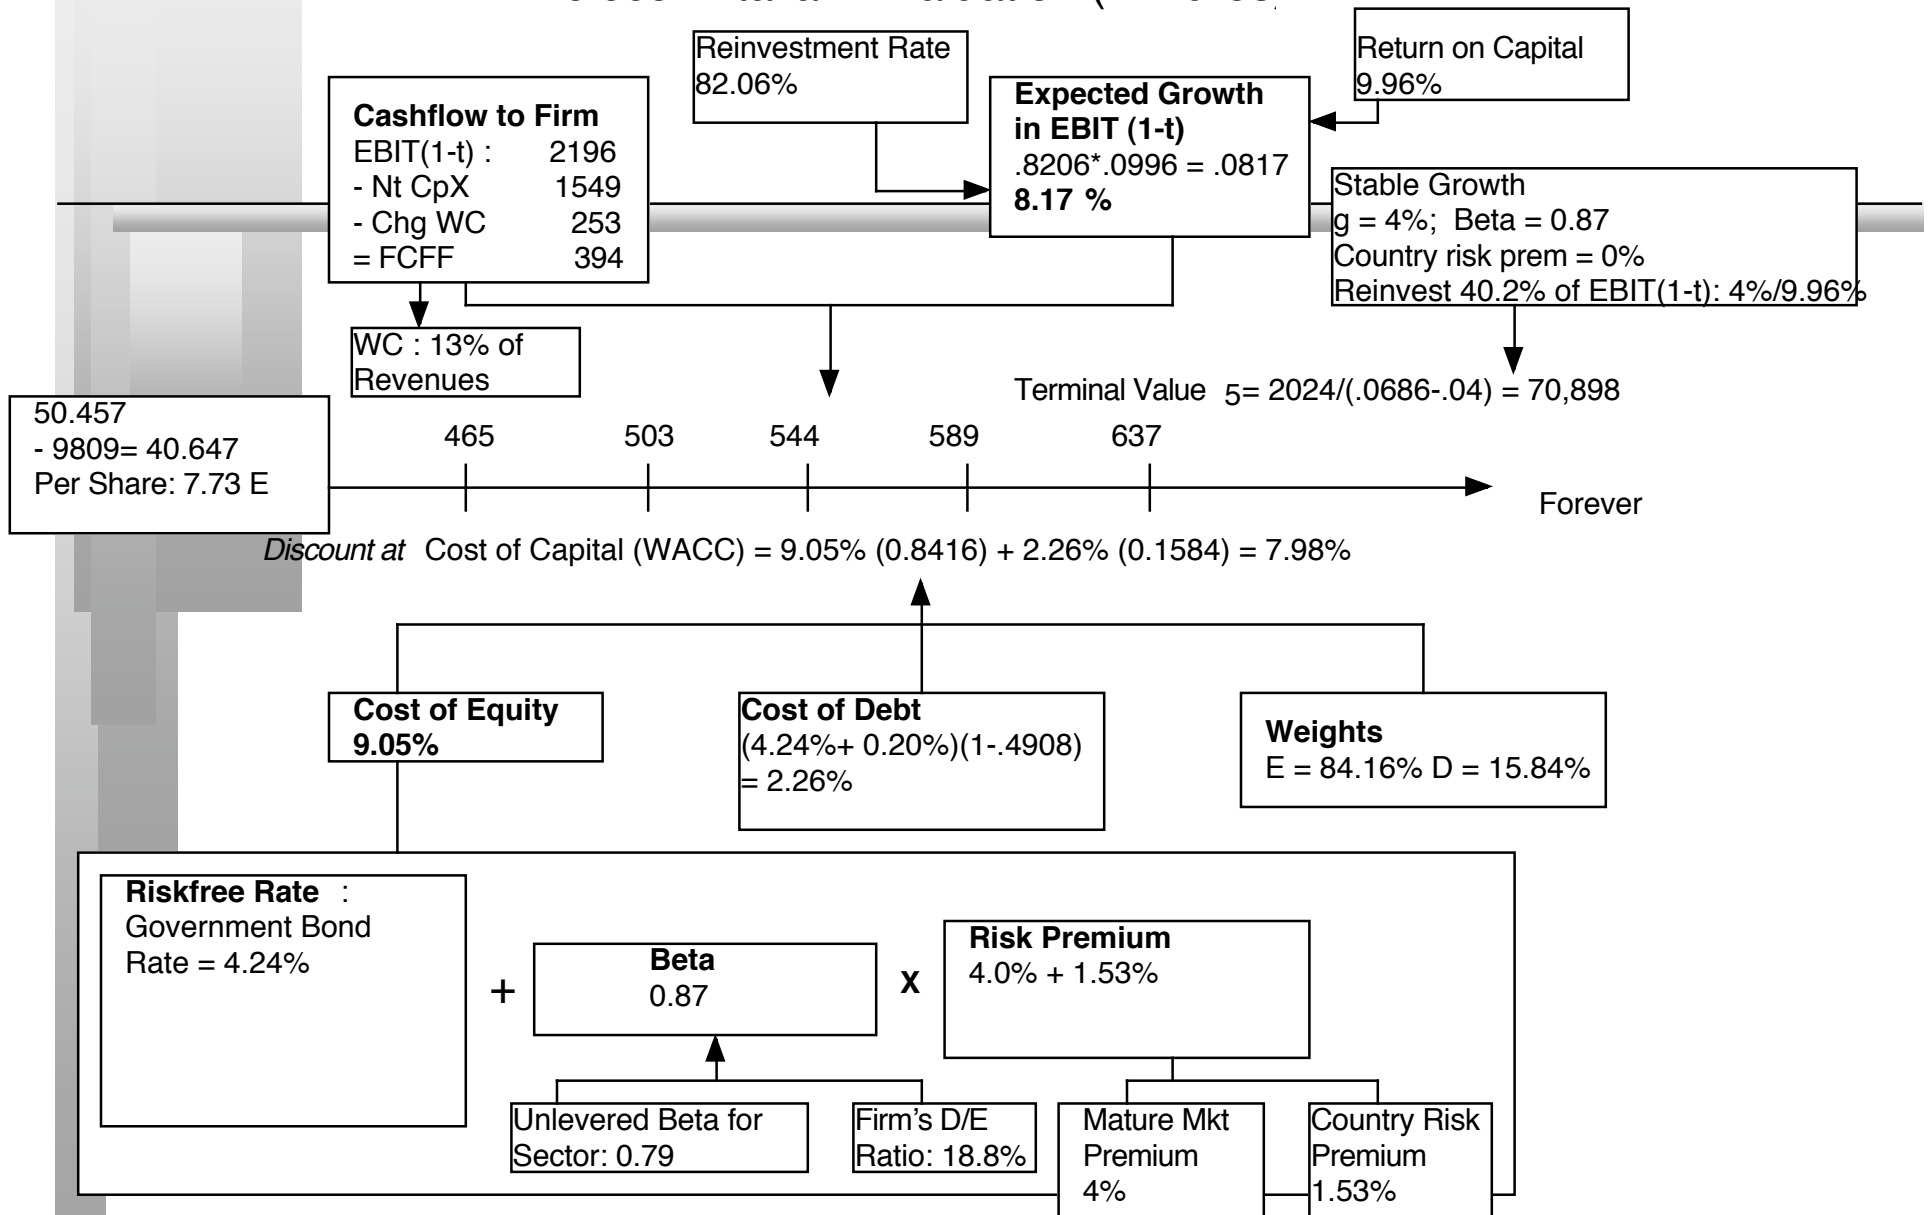 Reinvestment Rate
82.06%
Return on Capital
9.96%
Cashflow to Firm
EBIT(1-t) : 2196
- Nt CpX 1549
- Chg WC 253
= FCFF 394
Expected Growth
in EBIT (1-t)
.8206*.0996 = .0817
8.17 %
Stable Growth
g = 4%; Beta = 0.87
Country risk prem = 0%
Reinvest 40.2% of EBIT(1-t): 4%/9.96%
WC : 13% of
Revenues
Terminal Value 5= 2024/(.0686-.04) = 70,898
50.457
- 9809= 40.647
Per Share: 7.73 E
465 503 544 589 637
Forever
Discount at Cost of Capital (WACC) = 9.05% (0.8416) + 2.26% (0.1584) = 7.98%
Cost of Equity
9.05%
Cost of Debt
(4.24%+ 0.20%)(1-.4908)
= 2.26%
Weights
E = 84.16% D = 15.84%
Riskfree Rate :
Government Bond
Rate = 4.24%
+
Beta
0.87
X
Risk Premium
4.0% + 1.53%
Unlevered Beta for
Sector: 0.79
Firm’s D/E
Ratio: 18.8%
Mature Mkt
Premium
4%
Country Risk
Premium
1.53%